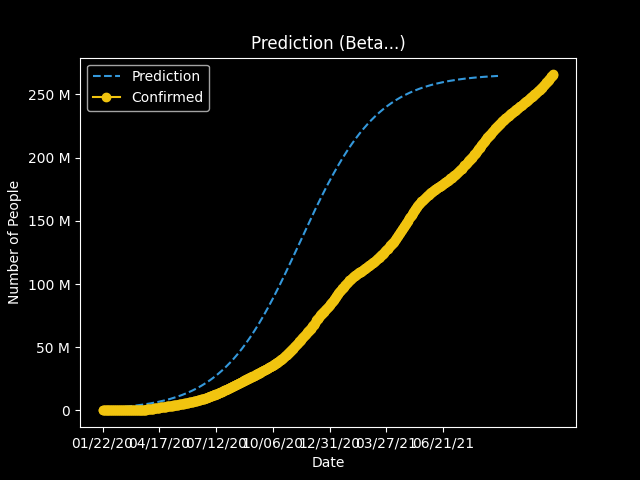 Prediction (Beta...)
Prediction
Confirmed
250 M
200 M
150 M
100 M
50 M
0
Number of People
01/22/20 04/17/20 07/12/20 10/06/20 12/31/20 03/27/21 06/21/21
Date